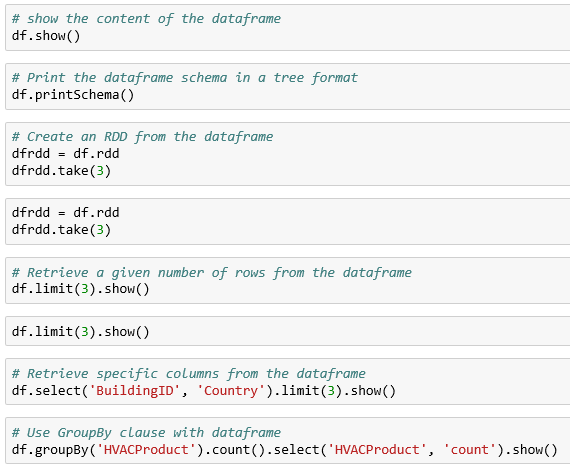 # show the content of the dataframe
df.show()
# Print the dataframe schema in a tree format
df.printSchema()
# Create an RDD from the dataframe
dfrdd = df.rdd
dfrdd.take(3)
dfrdd = df.rdd
dfrdd.take(3)
# Retrieve a given number of rows from the dataframe
df.limit(3).show()
df.limit(3).show()
# Retrieve specific columns from the dataframe
df.select('BuildingID', 'Country').limit(3).show()
# Use GroupBy clause with dataframe
df.groupBy('HVACProduct').count().select('HVACProduct', 'count').show()